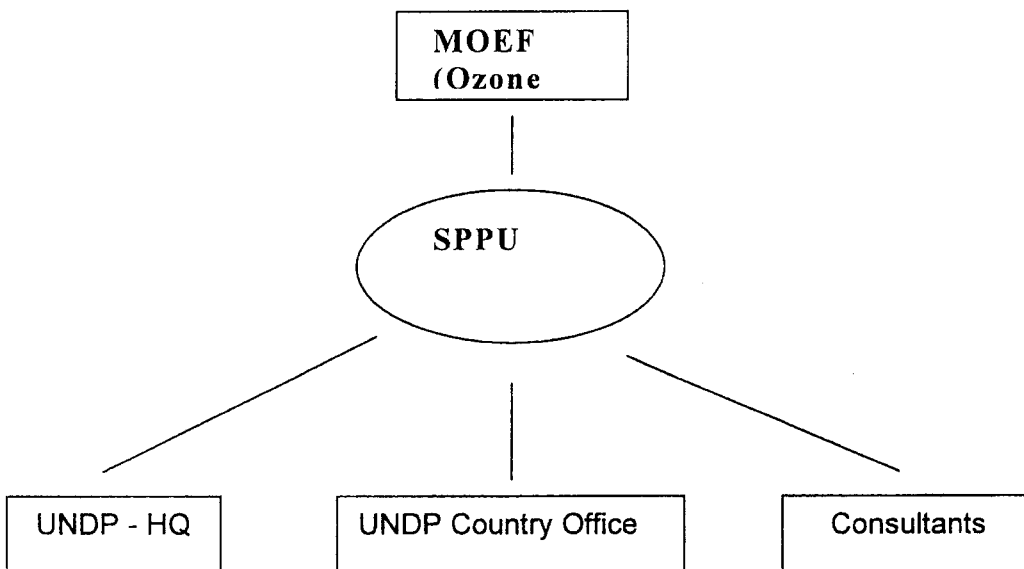 MOEF
(Ozone
SPPU
UNDP - HQ
UNDP Country Office
Consultants